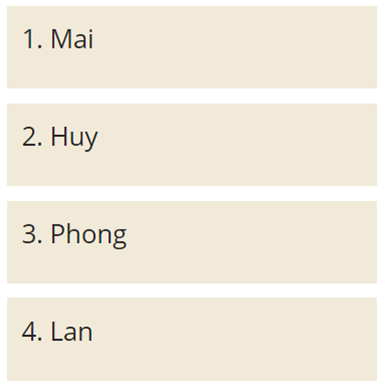 1. Mai
2. Huy
3. Phong
4. Lan